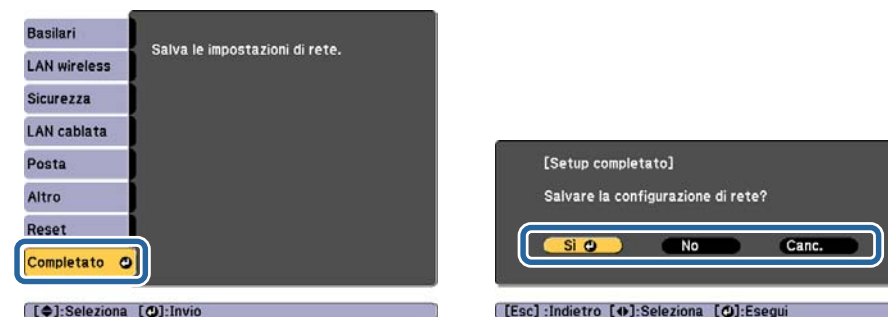 Basilari
LAN wireless
Sicurezza
LAN cablata
Posta
Altro
Reset
Completato
Salva le impostazioni di rete.
[ ]:Seleziona [ ]:Invio
[Setup completato]
Salvare la configurazione di rete?
Sì No Canc.
[Esc] :Indietro [ ]:Seleziona [ ]:Esegui